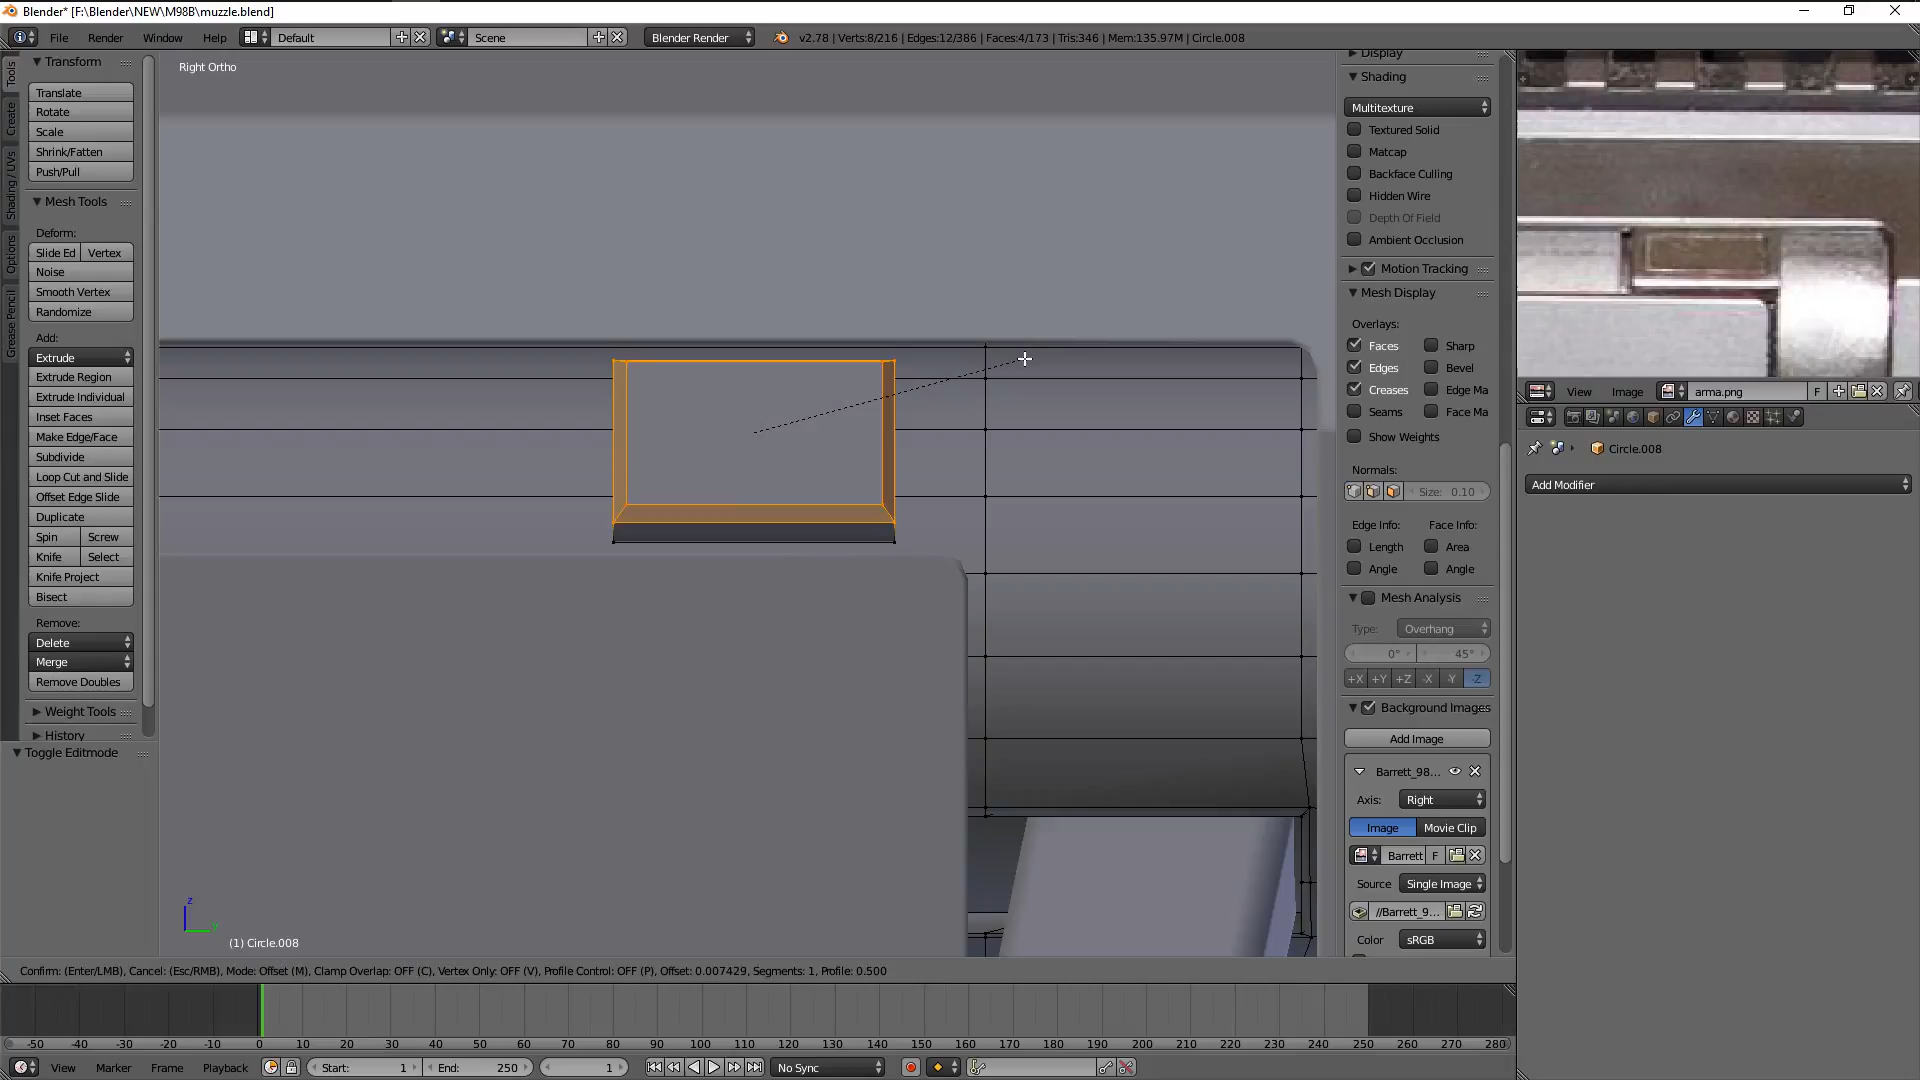 Blender* [F:\Blender\NEW\M98B\muzzle.blend]
File Render Window Help Default Scene Blender Render v2.78 | Verts:8/216 | Edges:12/386 | Faces:4/173 | Tris:346 | Mem:135.97M | Circle.008
Tools
Create
Shading / UVs
Options
Grease Pencil
Transform
Translate
Rotate
Scale
Shrink/Fatten
Push/Pull
Mesh Tools
Deform:
Slide Ed Vertex
Noise
Smooth Vertex
Randomize
Add:
Extrude
Extrude Region
Extrude Individual
Inset Faces
Make Edge/Face
Subdivide
Loop Cut and Slide
Offset Edge Slide
Duplicate
Spin Screw
Knife Select
Knife Project
Bisect
Remove:
Delete
Merge
Remove Doubles
Weight Tools
History
Toggle Editmode
Right Ortho
z
y
(1) Circle.008
Display
Shading
Multitexture
Textured Solid
Matcap
Backface Culling
Hidden Wire
Depth Of Field
Ambient Occlusion
Motion Tracking
Mesh Display
Overlays:
Faces Sharp
Edges Bevel
Creases Edge Ma
Seams Face Ma
Show Weights
Normals:
Size: 0.10
Edge Info: Face Info:
Length Area
Angle Angle
Mesh Analysis
Type: Overhang
0° 45°
+X +Y +Z -X -Y -Z
Background Images
Add Image
Barrett_98...
Axis: Right
Image Movie Clip
Barrett F
Source Single Image
//Barrett_9...
Color sRGB
View Image arma.png F
Circle.008
Add Modifier
Confirm: (Enter/LMB), Cancel: (Esc/RMB), Mode: Offset (M), Clamp Overlap: OFF (C), Vertex Only: OFF (V), Profile Control: OFF (P), Offset: 0.007429, Segments: 1, Profile: 0.500
-50 -40 -30 -20 -10 0 10 20 30 40 50 60 70 80 90 100 110 120 130 140 150 160 170 180 190 200 210 220 230 240 250 260 270 280
View Marker Frame Playback Start: 1 End: 250 1 No Sync